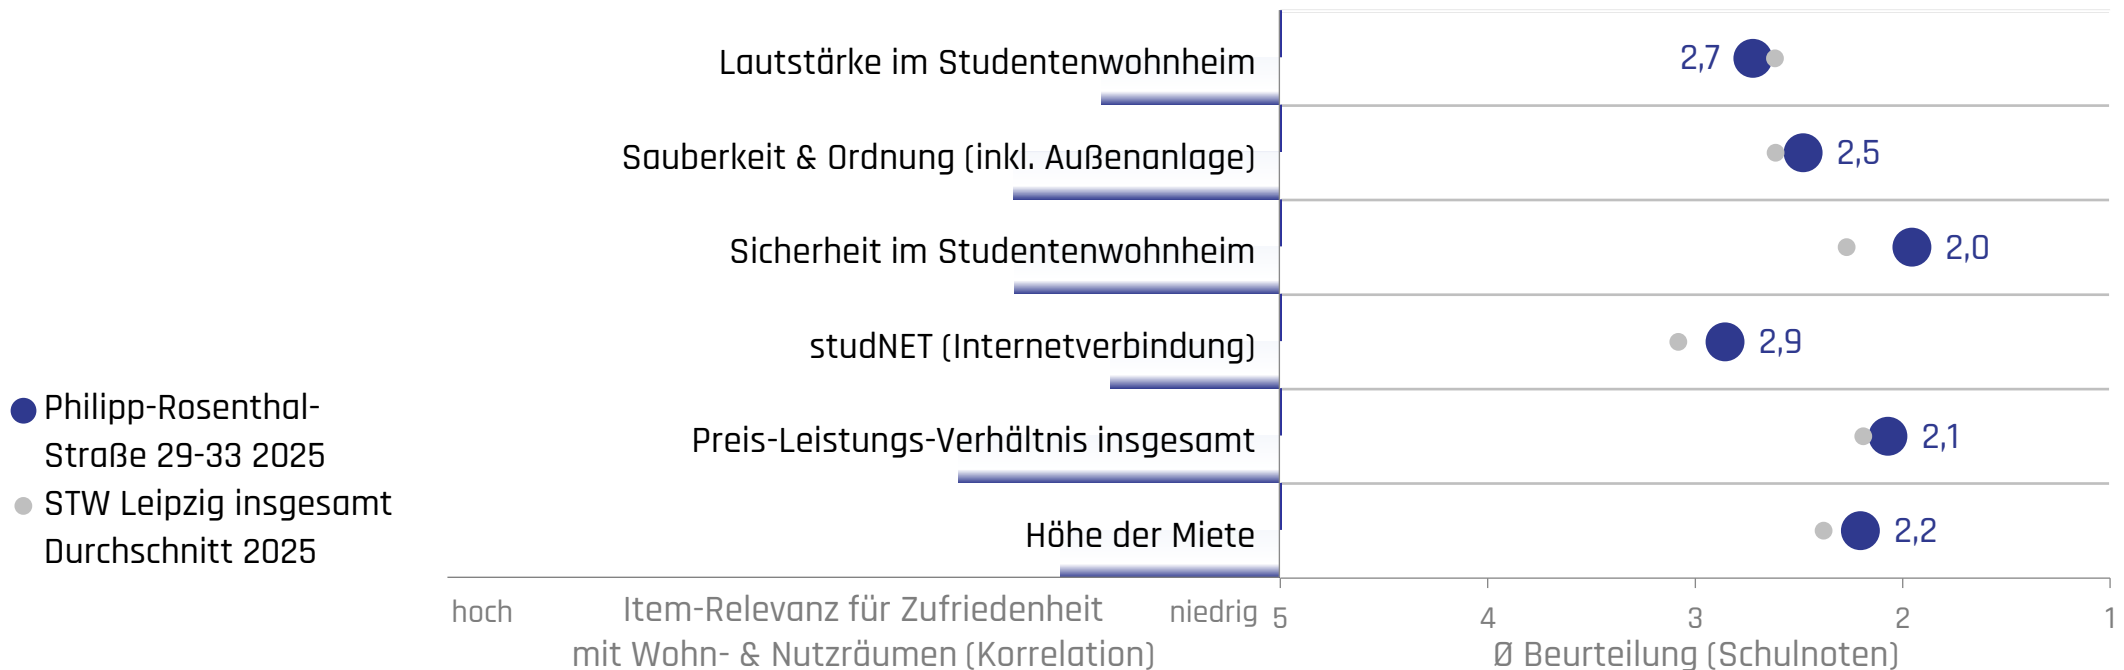 Lautstärke im Studentenwohnheim
2,7
Sauberkeit & Ordnung (inkl. Außenanlage)
2,5
Sicherheit im Studentenwohnheim
2,0
studNET (Internetverbindung)
2,9
Preis-Leistungs-Verhältnis insgesamt
2,1
Höhe der Miete
2,2
Philipp-Rosenthal-
Straße 29-33 2025
STW Leipzig insgesamt
Durchschnitt 2025
hoch
Item-Relevanz für Zufriedenheit
mit Wohn- & Nutzräumen (Korrelation)
niedrig
5 4 3 2 1
Ø Beurteilung (Schulnoten)